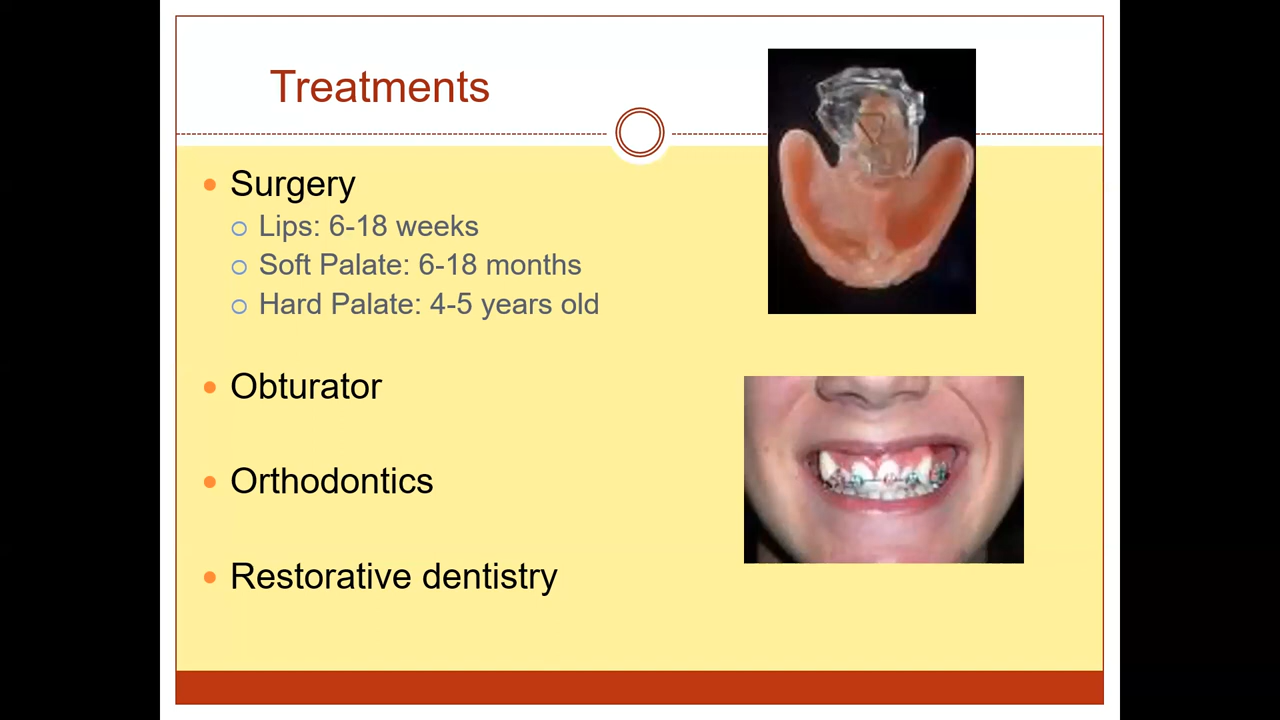 Treatments
Surgery
Lips: 6-18 weeks
Soft Palate: 6-18 months
Hard Palate: 4-5 years old
Obturator
Orthodontics
Restorative dentistry